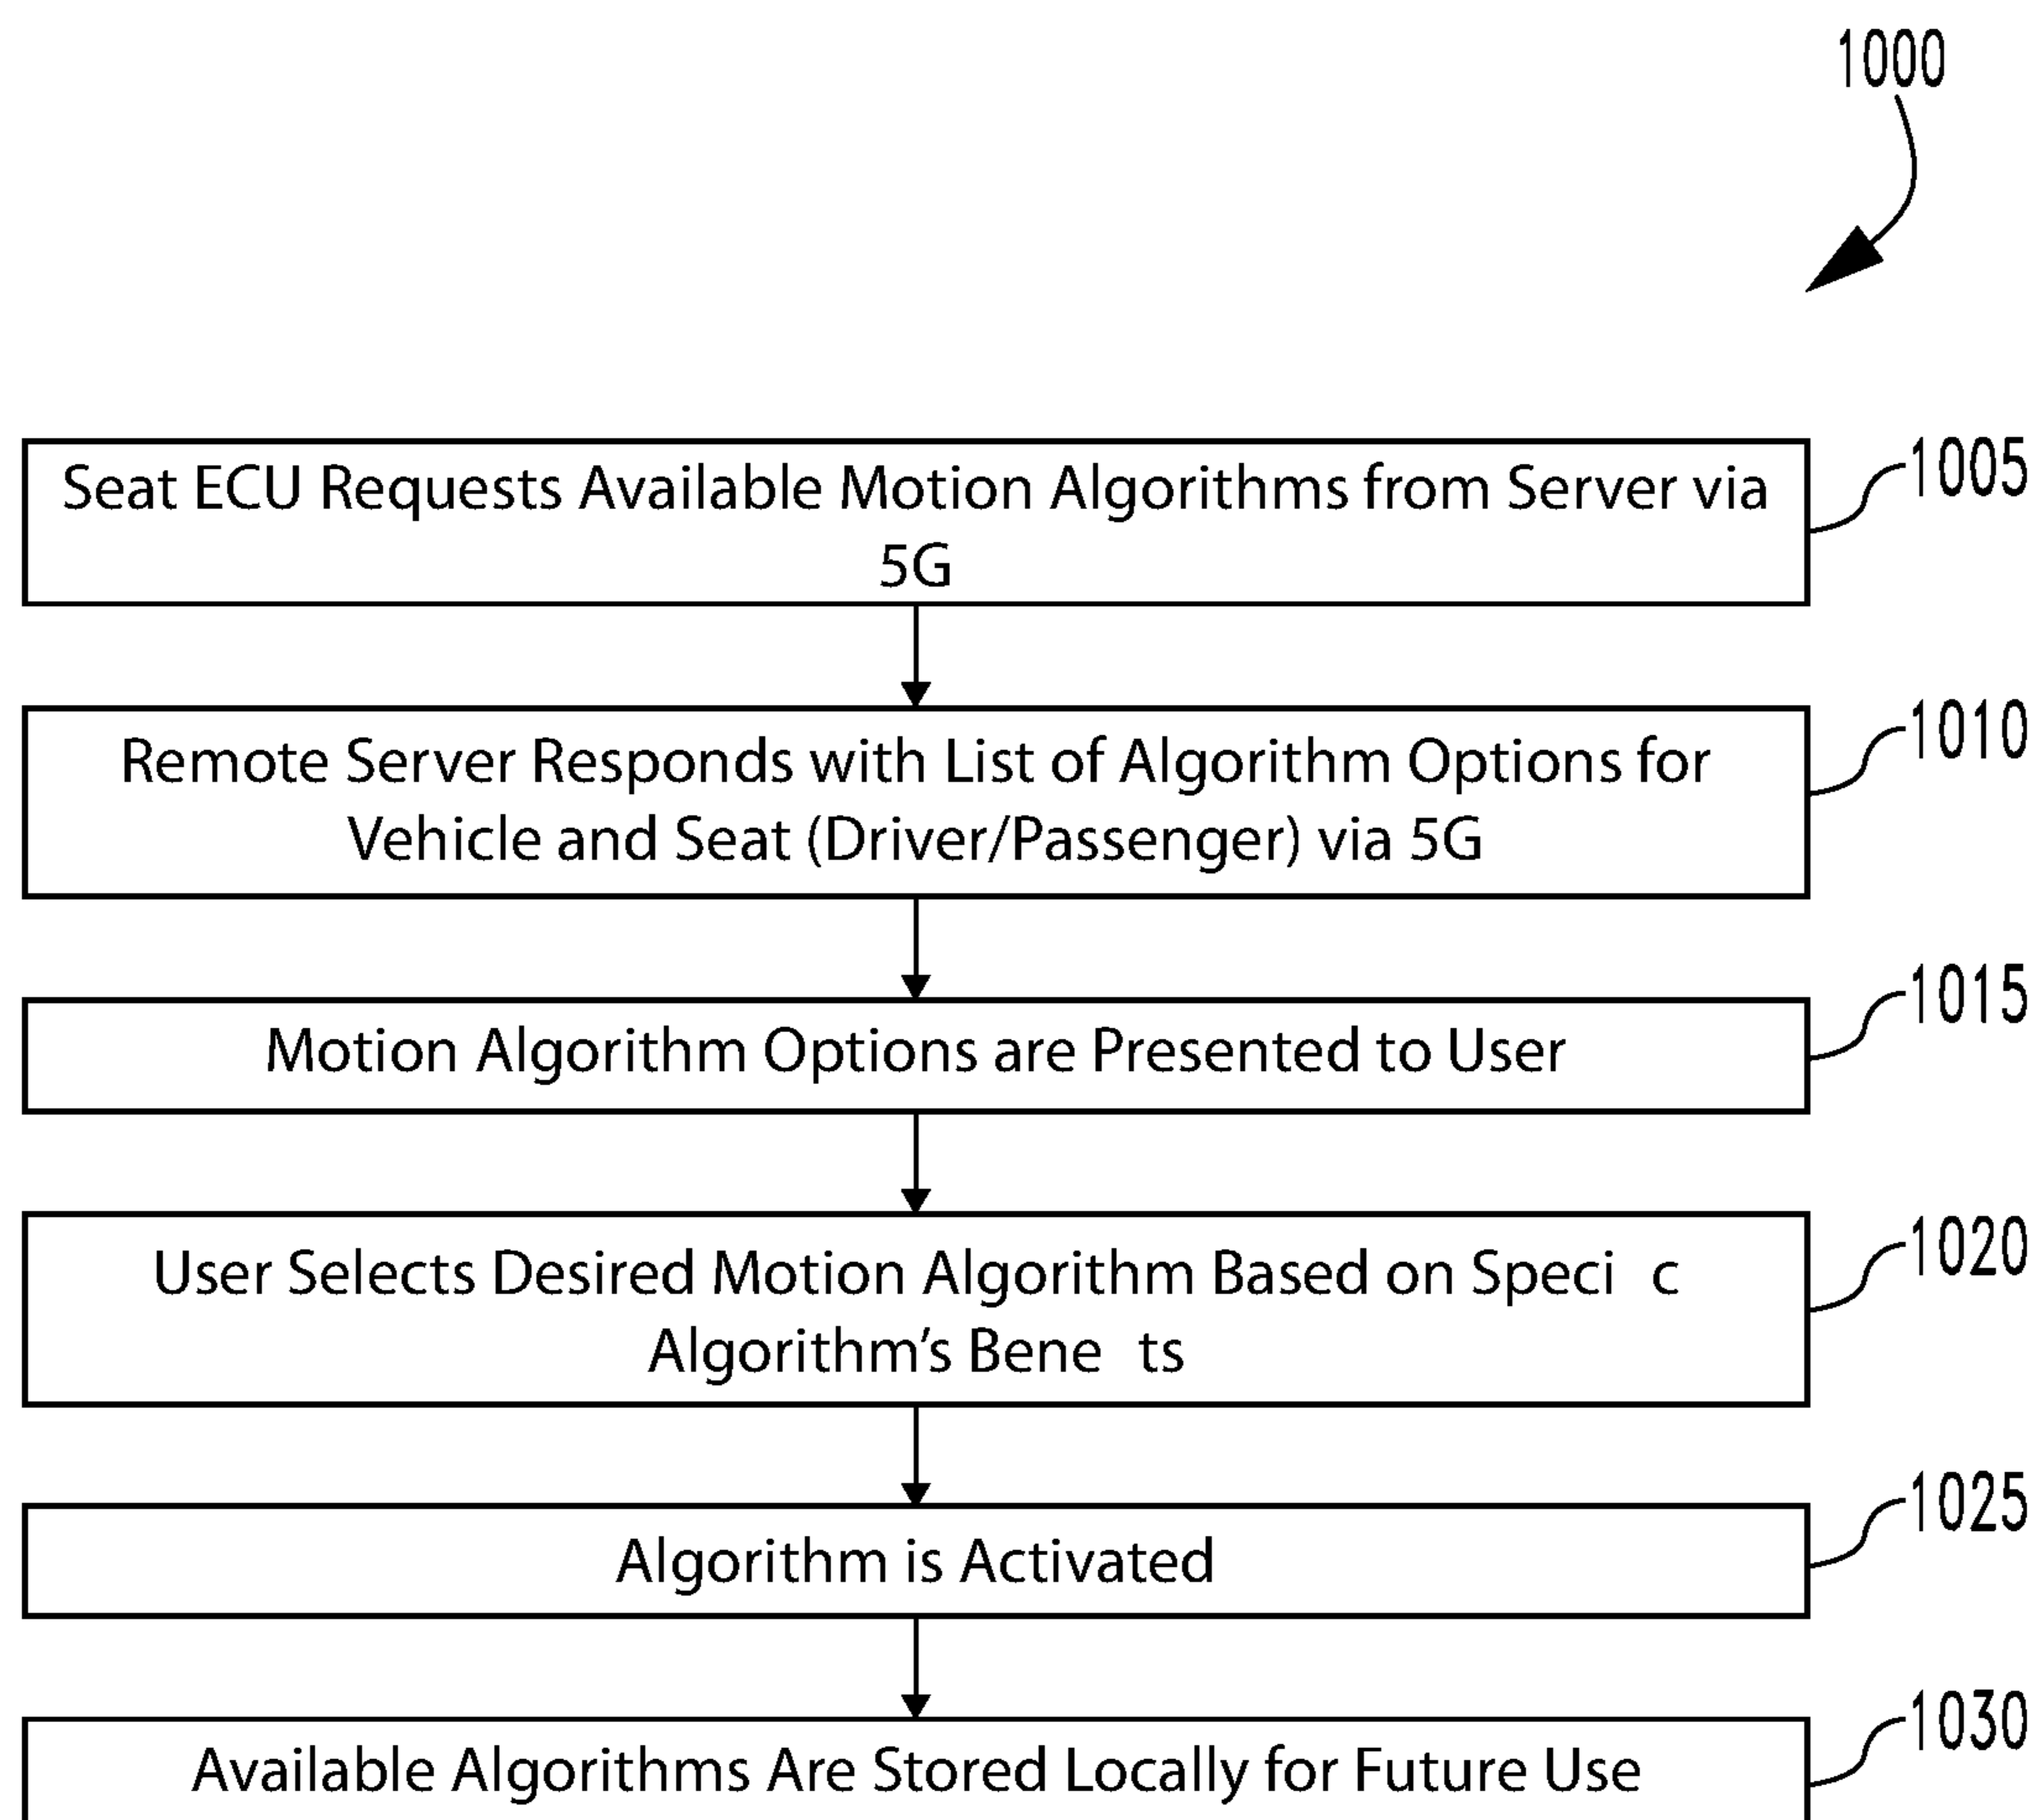 1000
Seat ECU Requests Available Motion Algorithms from Server via
5G
1005
Remote Server Responds with List of Algorithm Options for
Vehicle and Seat (Driver/Passenger) via 5G
1010
Motion Algorithm Options are Presented to User
1015
User Selects Desired Motion Algorithm Based on Speci c
Algorithm’s Bene ts
1020
Algorithm is Activated
1025
Available Algorithms Are Stored Locally for Future Use
1030